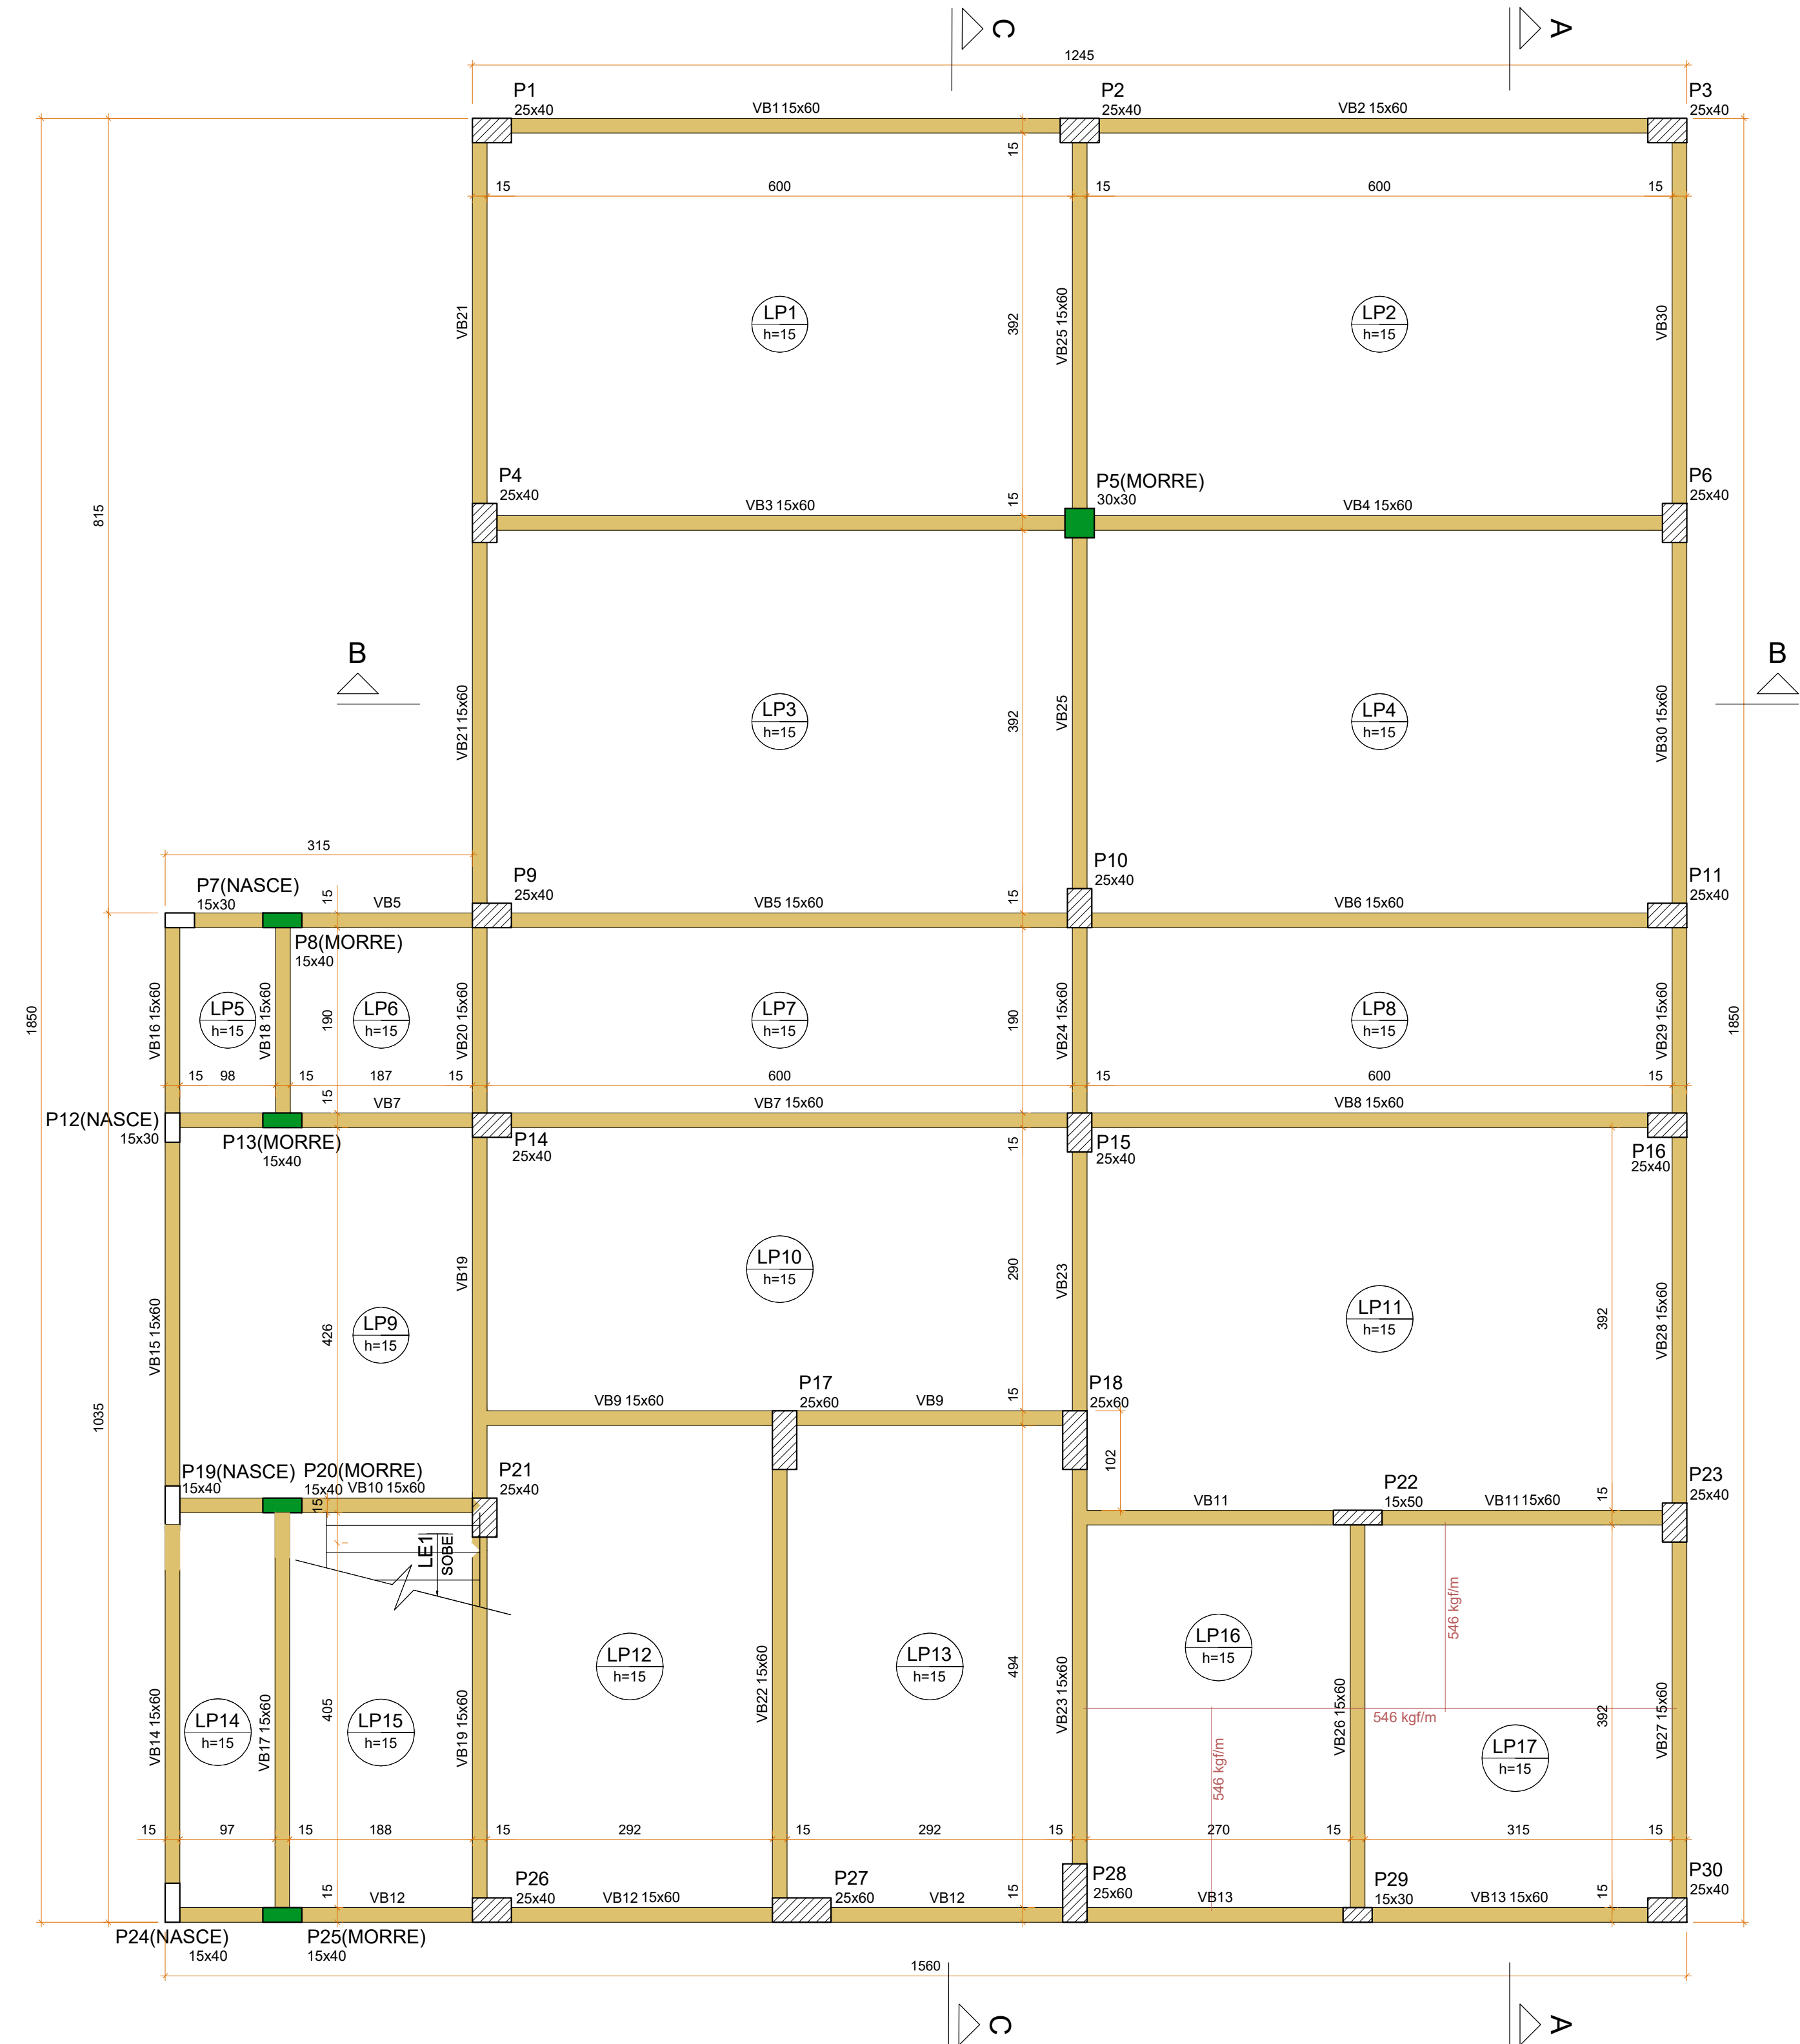 C
A
1245
P1
25x40
VB1 15x60
P2
25x40
VB2 15x60
P3
25x40
15
15
600
15
600
15
815
VB21
LP1
h=15
392
VB25 15x60
LP2
h=15
VB30
P4
25x40
VB3 15x60
15
P5(MORRE)
30x30
VB4 15x60
P6
25x40
B
B
VB21 15x60
LP3
h=15
392
VB25
LP4
h=15
VB30 15x60
315
P7(NASCE)
15x30
15
VB5
P9
25x40
VB5 15x60
15
P10
25x40
VB6 15x60
P11
25x40
P8(MORRE)
15x40
1850
VB16 15x60
LP5
h=15
VB18 15x60
LP6
h=15
190
VB20 15x60
LP7
h=15
190
VB24 15x60
LP8
h=15
VB29 15x60
1850
15
98
15
187
15
600
15
600
15
15
VB7
VB7 15x60
VB8 15x60
P12(NASCE)
15x30
P13(MORRE)
15x40
P14
25x40
15
P15
25x40
P16
25x40
VB15 15x60
LP9
h=15
426
VB19
LP10
h=15
290
VB23
LP11
h=15
392
VB28 15x60
1035
VB9 15x60
P17
25x60
VB9
15
P18
25x60
102
P19(NASCE)
15x40
P20(MORRE)
15x40
VB10 15x60
15
P21
25x40
VB11
P22
15x50
VB11 15x60
15
P23
25x40
LE1
SOBE
546 kgf/m
VB14 15x60
LP14
h=15
VB17 15x60
405
LP15
h=15
VB19 15x60
LP12
h=15
VB22 15x60
LP13
h=15
494
VB23 15x60
LP16
h=15
546 kgf/m
VB26 15x60
546 kgf/m
LP17
h=15
392
VB27 15x60
15
97
15
188
15
292
15
292
15
270
15
315
15
15
VB12
P26
25x40
VB12 15x60
P27
25x60
VB12
15
P28
25x60
VB13
P29
15x30
VB13 15x60
15
P30
25x40
P24(NASCE)
15x40
P25(MORRE)
15x40
1560
C
A